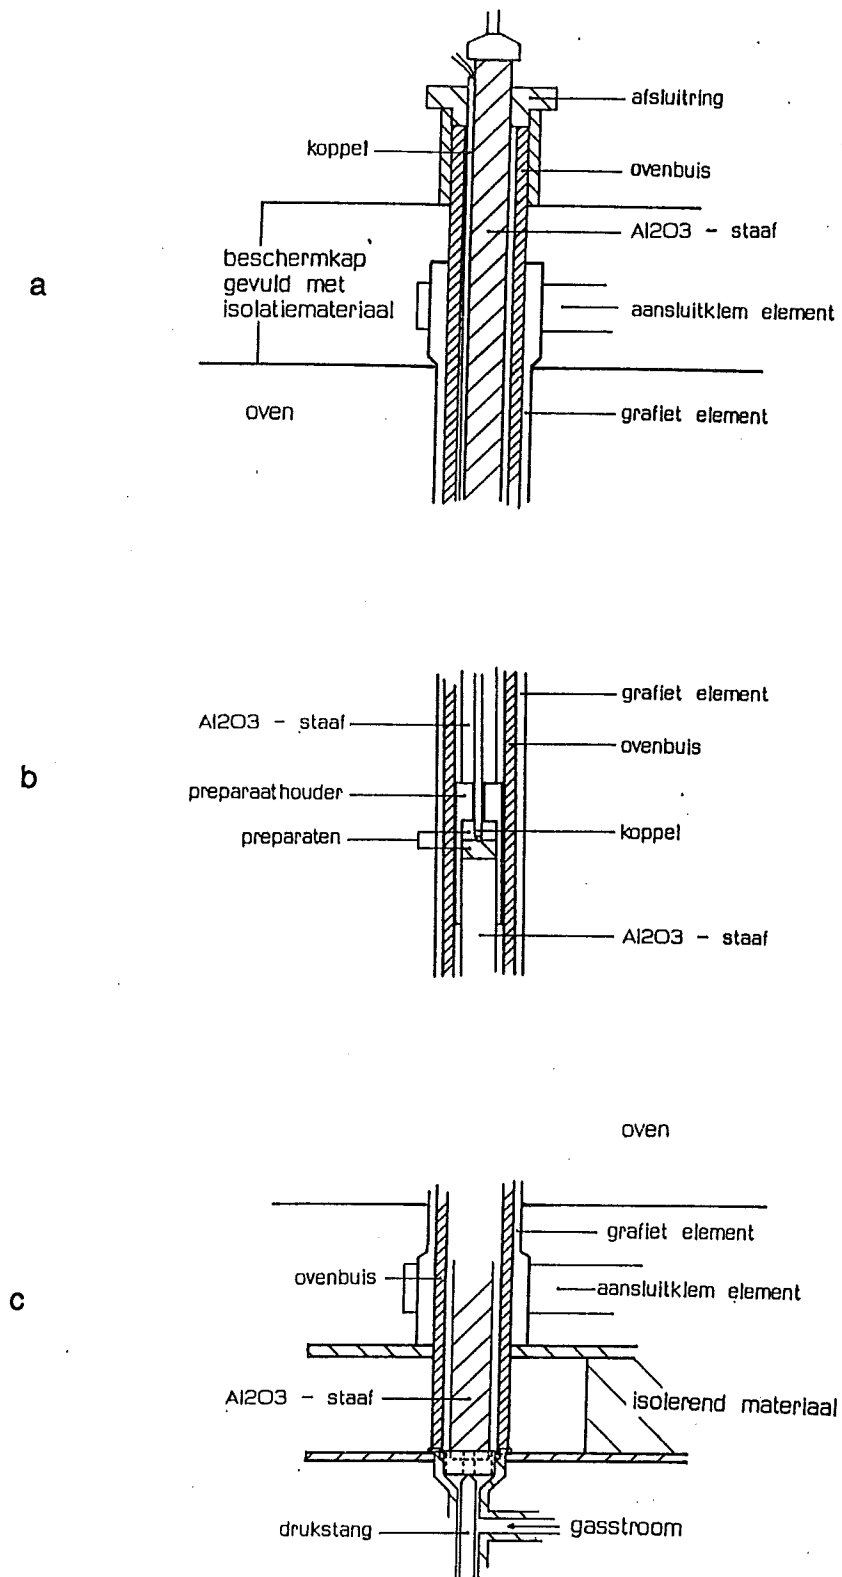 afsluitring
koppel
ovenbuis
Al2O3 - staaf
beschermkap
gevuld met
isolatiemateriaal
a
aansluitklem element
oven
grafiet element
grafiet element
Al2O3 - staaf
ovenbuis
b
preparaathouder
preparaten
koppel
Al2O3 - staaf
oven
grafiet element
ovenbuis
aansluitklem element
c
Al2O3 - staaf
isolerend materiaal
drukstang
gasstroom